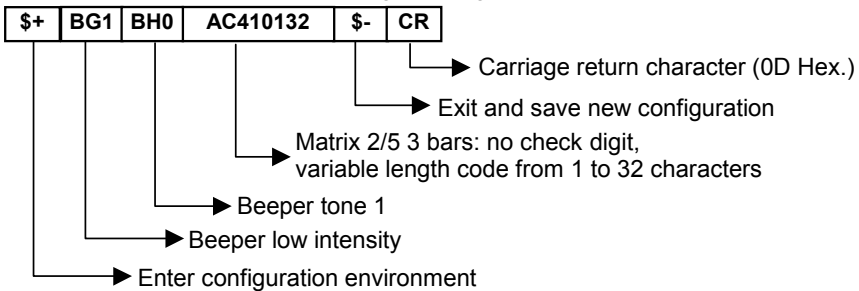 $+ BG1 BH0 AC410132 $- CR
Carriage return character (0D Hex.)
Exit and save new configuration
Matrix 2/5 3 bars: no check digit,
variable length code from 1 to 32 characters
Beeper tone 1
Beeper low intensity
Enter configuration environment